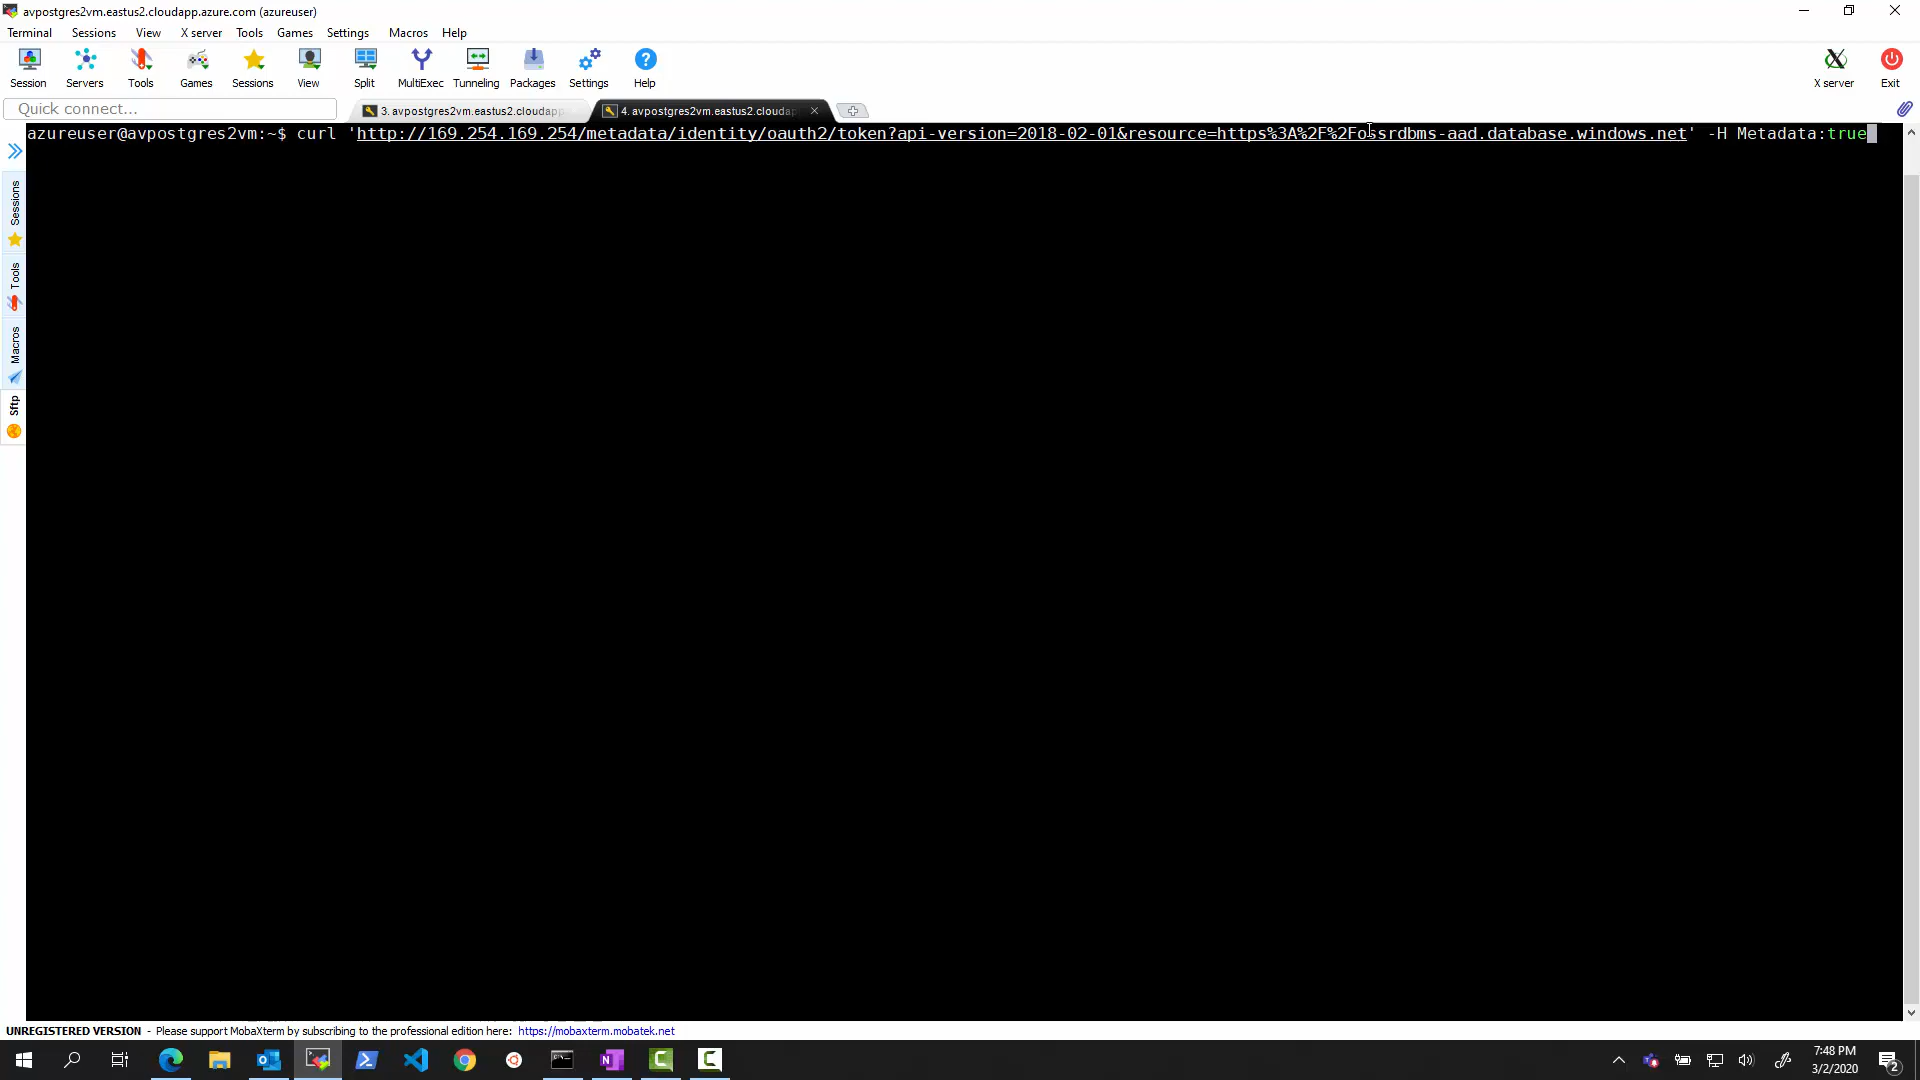 avpostgres2vm.eastus2.cloudapp.azure.com (azureuser)
Terminal Sessions View X server Tools Games Settings Macros Help
Session Servers Tools Games Sessions View Split MultiExec Tunneling Packages Settings Help X server Exit
Quick connect... 3. avpostgres2vm.eastus2.cloudapp 4. avpostgres2vm.eastus2.cloudap
azureuser@avpostgres2vm:~$ curl 'http://169.254.169.254/metadata/identity/oauth2/token?api-version=2018-02-01&resource=https%3A%2F%2Fossrdbms-aad.database.windows.net' -H Metadata:true
Sessions
Tools
Macros
Sftp
UNREGISTERED VERSION - Please support MobaXterm by subscribing to the professional edition here: https://mobaxterm.mobatek.net
7:48 PM
3/2/2020
2